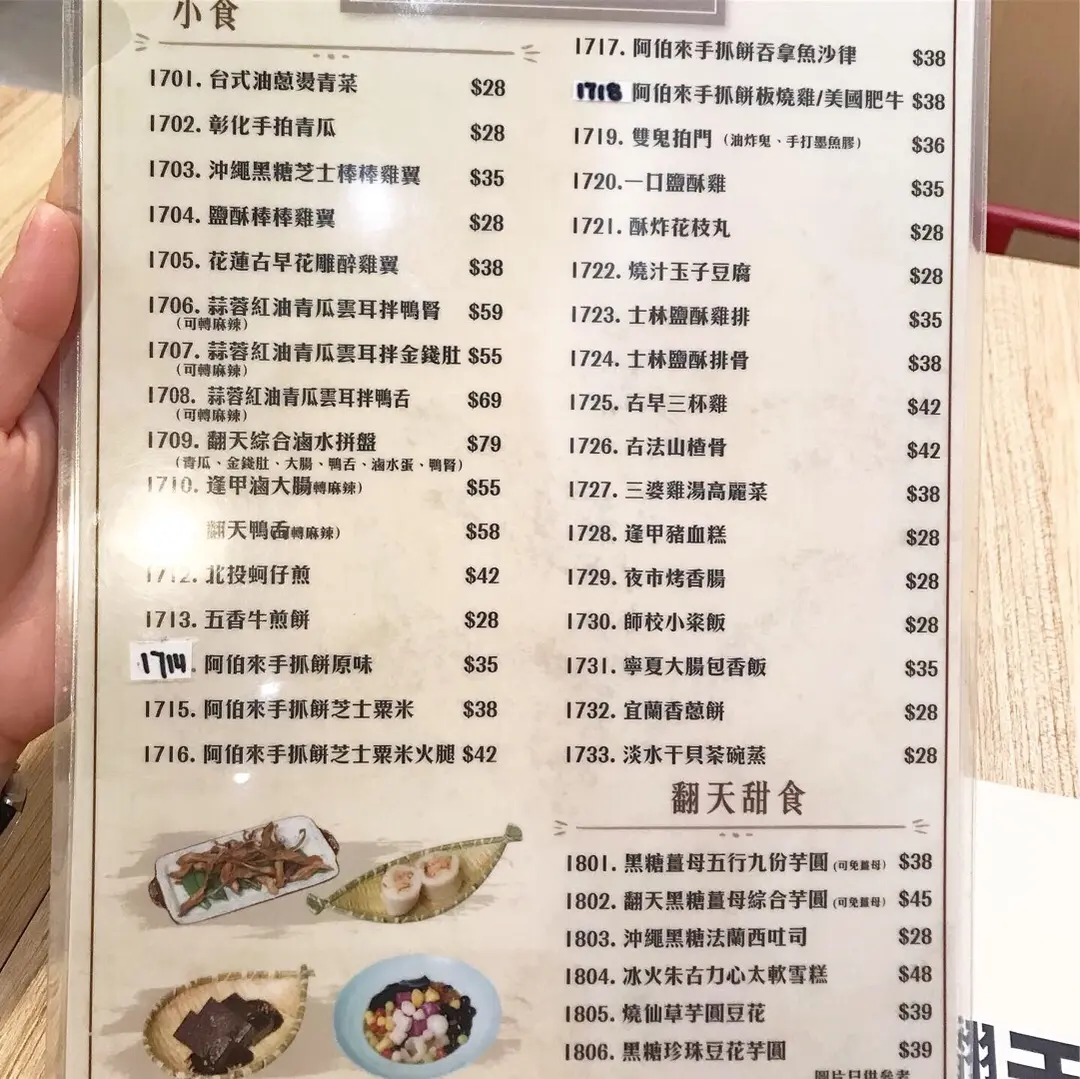 小食
1701. 台式油蔥燙青菜 $28
1702. 彰化手拍青瓜 $28
1703. 沖繩黑糖芝士棒棒雞翼 $35
1704. 鹽酥棒棒雞翼 $28
1705. 花蓮古早花雕醉雞翼 $38
1706. 蒜蓉紅油青瓜雲耳拌鴨腎 $59
(可轉麻辣)
1707. 蒜蓉紅油青瓜雲耳拌金錢肚 $55
(可轉麻辣)
1708. 蒜蓉紅油青瓜雲耳拌鴨舌 $69
(可轉麻辣)
1709. 翻天綜合滷水拼盤 $79
(青瓜、金錢肚、大腸、鴨舌、滷水蛋、鴨腎)
1710. 逢甲滷大腸 轉麻辣) $55
翻天鴨舌 轉麻辣) $58
1712. 北投蚵仔煎 $42
1713. 五香牛煎餅 $28
1714. 阿伯來手抓餅原味 $35
1715. 阿伯來手抓餅芝士粟米 $38
1716. 阿伯來手抓餅芝士粟米火腿 $42
1717. 阿伯來手抓餅吞拿魚沙律 $38
1718 阿伯來手抓餅板燒雞/美國肥牛 $38
1719. 雙鬼拍門 (油炸鬼、手打墨魚膠) $36
1720. 一口鹽酥雞 $35
1721. 酥炸花枝丸 $28
1722. 燒汁玉子豆腐 $28
1723. 士林鹽酥雞排 $35
1724. 士林鹽酥排骨 $38
1725. 古早三杯雞 $42
1726. 古法山楂骨 $42
1727. 三婆雞湯高麗菜 $38
1728. 逢甲豬血糕 $28
1729. 夜市烤香腸 $28
1730. 師校小粢飯 $28
1731. 寧夏大腸包香飯 $35
1732. 宜蘭香蔥餅 $28
1733. 淡水干貝茶碗蒸 $28
翻天甜食
1801. 黑糖薑母五行九份芋圓 (可免薑母) $38
1802. 翻天黑糖薑母綜合芋圓 (可免薑母) $45
1803. 沖繩黑糖法蘭西吐司 $28
1804. 冰火朱古力心太軟雪糕 $48
1805. 燒仙草芋圓豆花 $39
1806. 黑糖珍珠豆花芋圓 $39
圖片只供參考